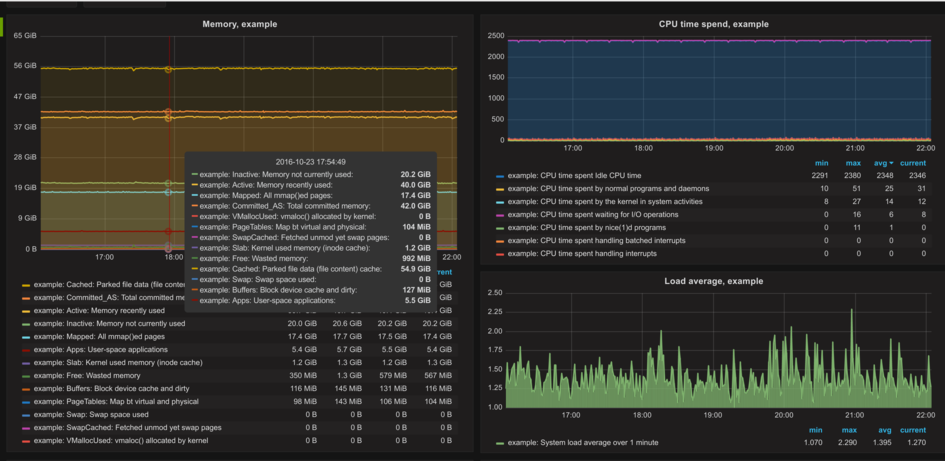 Memory, example
65 GiB
56 GiB
47 GiB
37 GiB
28 GiB
19 GiB
9 GiB
0 B
17:00 18:00 22:00
2016-10-23 17:54:49
example: Inactive: Memory not currently used: 20.2 GiB
example: Active: Memory recently used: 40.0 GiB
example: Mapped: All mmap()ed pages: 17.4 GiB
example: Committed_AS: Total committed memory: 42.0 GiB
example: VMallocUsed: vmaloc() allocated by kernel: 0 B
example: PageTables: Map bt virtual and physical: 104 MiB
example: SwapCached: Fetched unmod yet swap pages: 0 B
example: Slab: Kernel used memory (inode cache): 1.2 GiB
example: Free: Wasted memory: 992 MiB
example: Cached: Parked file data (file content) cache: 54.9 GiB
example: Swap: Swap space used: 0 B
example: Buffers: Block device cache and dirty: 127 MiB
example: Apps: User-space applications: 5.5 GiB
rrent
example: Cached: Parked file data (file con GiB
example: Committed_AS: Total committed me GiB
example: Active: Memory recently used
example: Inactive: Memory not currently used 20.0 GiB 20.6 GiB 20.2 GiB 20.2 GiB
example: Mapped: All mmap()ed pages 17.4 GiB 17.7 GiB 17.5 GiB 17.4 GiB
example: Apps: User-space applications 5.4 GiB 5.7 GiB 5.5 GiB 5.4 GiB
example: Slab: Kernel used memory (inode cache) 1.2 GiB 1.3 GiB 1.2 GiB 1.3 GiB
example: Free: Wasted memory 350 MiB 1.3 GiB 579 MiB 567 MiB
example: Buffers: Block device cache and dirty 116 MiB 145 MiB 131 MiB 116 MiB
example: PageTables: Map bt virtual and physical 98 MiB 143 MiB 106 MiB 104 MiB
example: Swap: Swap space used 0 B 0 B 0 B 0 B
example: SwapCached: Fetched unmod yet swap pages 0 B 0 B 0 B 0 B
example: VMallocUsed: vmaloc() allocated by kernel 0 B 0 B 0 B 0 B
CPU time spend, example
2500
2000
1500
1000
500
0
17:00 18:00 19:00 20:00 21:00 22:00
min max avg current
example: CPU time spent Idle CPU time 2291 2380 2348 2346
example: CPU time spent by normal programs and daemons 10 51 25 31
example: CPU time spent by the kernel in system activities 8 27 14 12
example: CPU time spent waiting for I/O operations 0 16 6 8
example: CPU time spent by nice(1)d programs 0 11 1 0
example: CPU time spent handling batched interrupts 0 0 0 0
example: CPU time spent handling interrupts 0 0 0 0
Load average, example
2.50
2.25
2.00
1.75
1.50
1.25
1.00
17:00 18:00 19:00 20:00 21:00 22:00
min max avg current
example: System load average over 1 minute 1.070 2.290 1.395 1.270